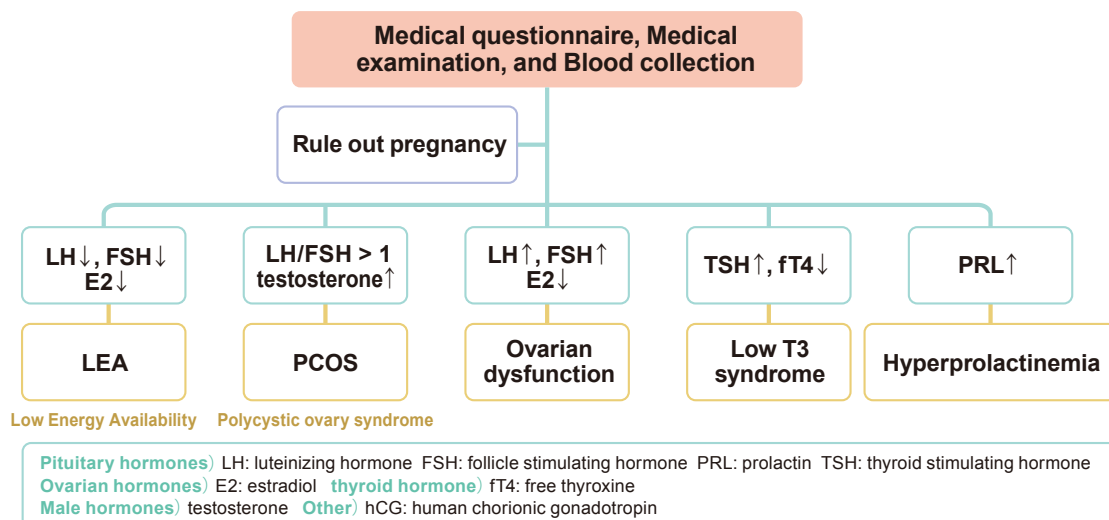 Medical questionnaire, Medical
examination, and Blood collection
Rule out pregnancy
LH↓, FSH↓
E2↓
LH/FSH > 1
testosterone↑
LH↑, FSH↑
E2↓
TSH↑, fT4↓
PRL↑
LEA
PCOS
Ovarian
dysfunction
Low T3
syndrome
Hyperprolactinemia
Low Energy Availability
Polycystic ovary syndrome
Pituitary hormones) LH: luteinizing hormone FSH: follicle stimulating hormone PRL: prolactin TSH: thyroid stimulating hormone
Ovarian hormones) E2: estradiol thyroid hormone) fT4: free thyroxine
Male hormones) testosterone Other) hCG: human chorionic gonadotropin